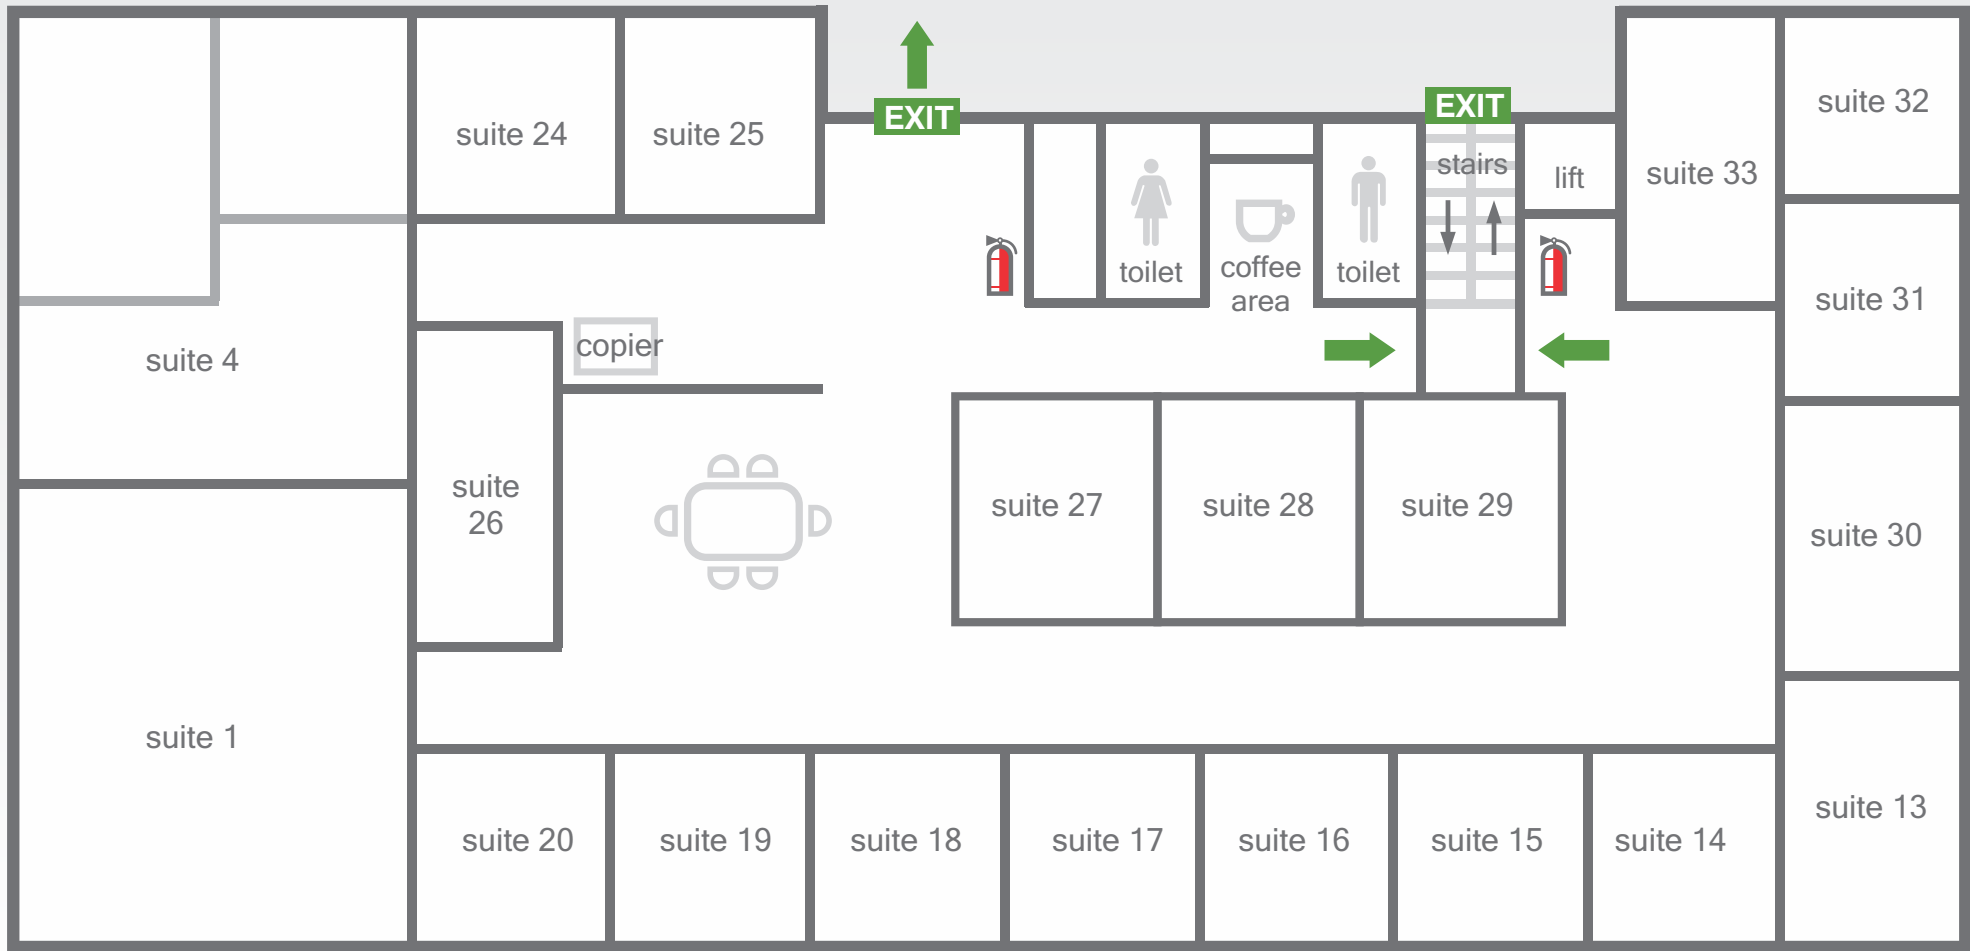 EXIT
EXIT
suite 24
suite 25
stairs
lift
suite 33
suite 32
toilet
coffee
area
toilet
suite 31
suite 4
copier
suite
26
suite 27
suite 28
suite 29
suite 30
suite 1
suite 20
suite 19
suite 18
suite 17
suite 16
suite 15
suite 14
suite 13